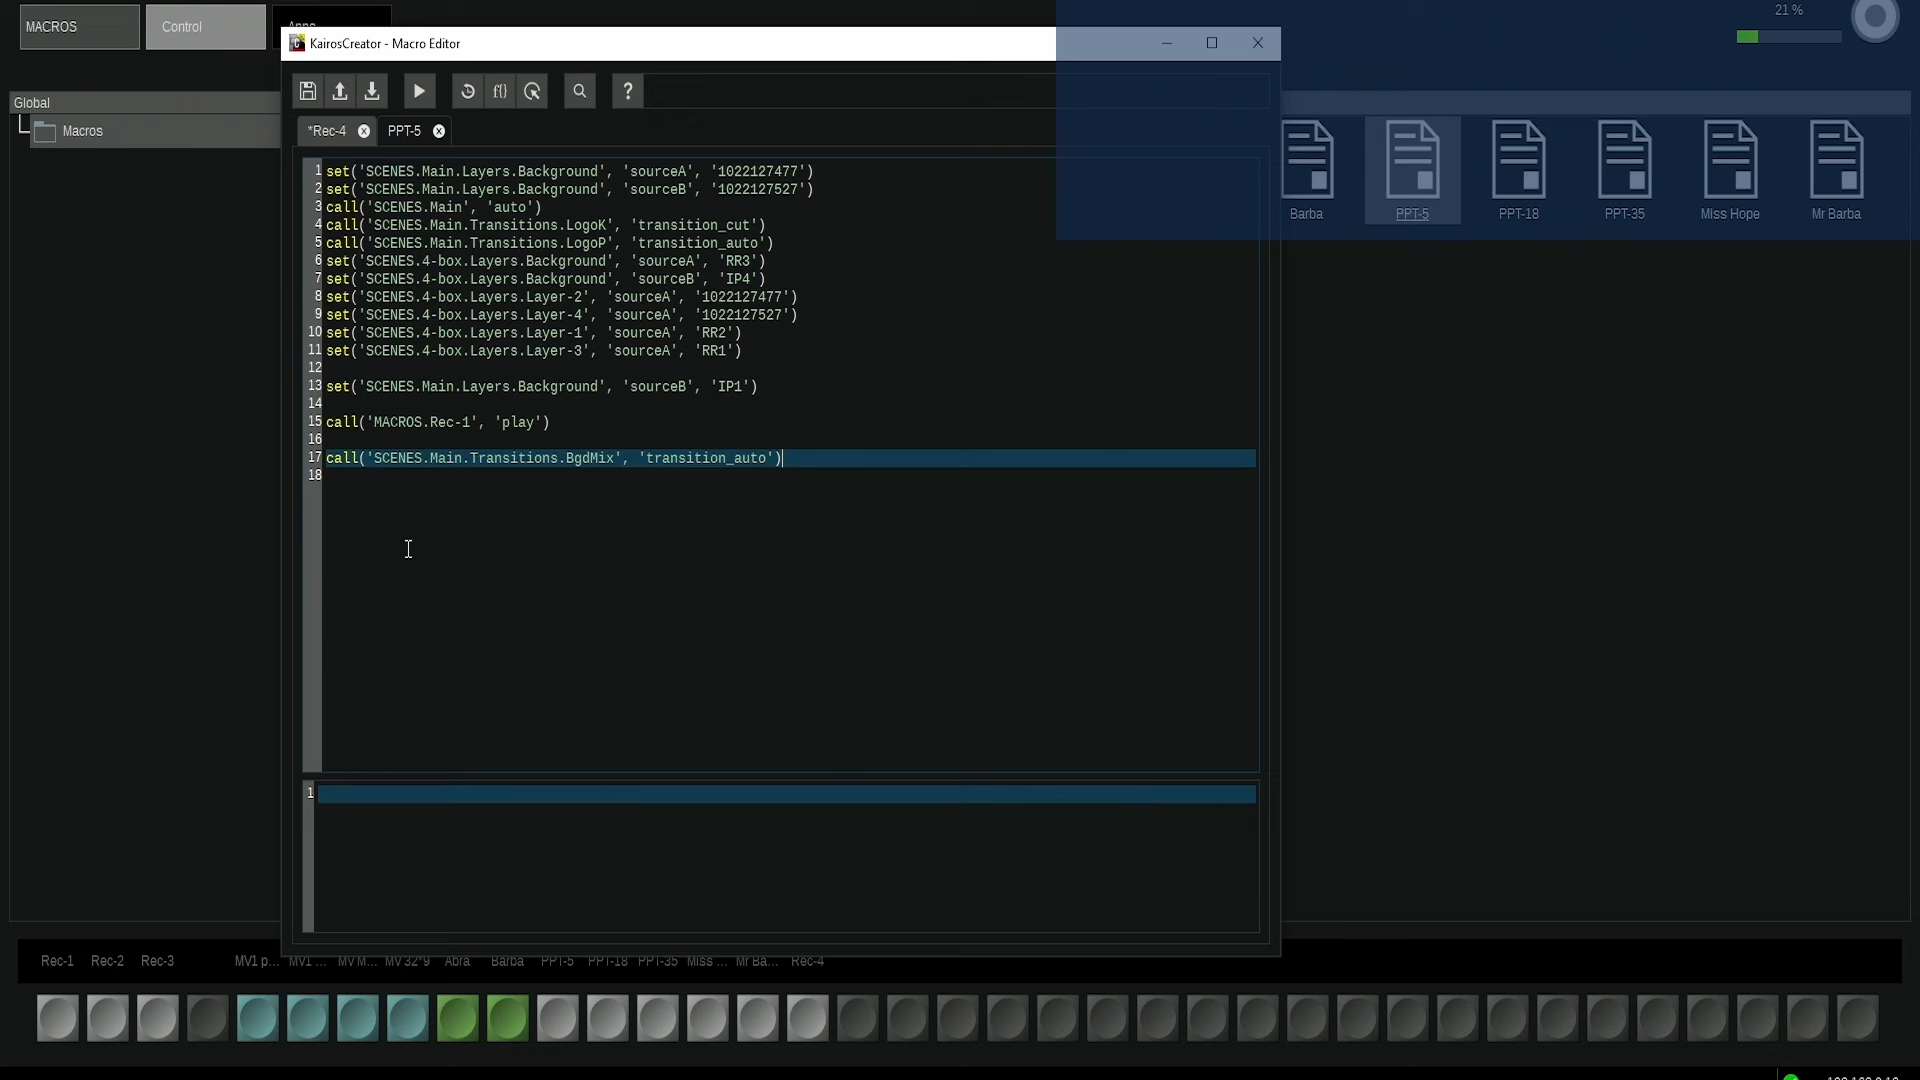 MACROS
Control
21 %
KairosCreator - Macro Editor
f()
?
*Rec-4
PPT-5
Global
Macros
1 set('SCENES.Main.Layers.Background', 'sourceA', '1022127477')
2 set('SCENES.Main.Layers.Background', 'sourceB', '1022127527')
3 call('SCENES.Main', 'auto')
4 call('SCENES.Main.Transitions.LogoK', 'transition_cut')
5 call('SCENES.Main.Transitions.LogoP', 'transition_auto')
6 set('SCENES.4-box.Layers.Background', 'sourceA', 'RR3')
7 set('SCENES.4-box.Layers.Background', 'sourceB', 'IP4')
8 set('SCENES.4-box.Layers.Layer-2', 'sourceA', '1022127477')
9 set('SCENES.4-box.Layers.Layer-4', 'sourceA', '1022127527')
10 set('SCENES.4-box.Layers.Layer-1', 'sourceA', 'RR2')
11 set('SCENES.4-box.Layers.Layer-3', 'sourceA', 'RR1')
12
13 set('SCENES.Main.Layers.Background', 'sourceB', 'IP1')
14
15 call('MACROS.Rec-1', 'play')
16
17 call('SCENES.Main.Transitions.BgdMix', 'transition_auto')
18
1
Barba
PPT-5
PPT-18
PPT-35
Miss Hope
Mr Barba
Rec-1 Rec-2 Rec-3 MV1 p... MV1 ... MV M... MV 32*9 Abra Barba PPT-5 PPT-18 PPT-35 Miss ... Mr Ba... Rec-4